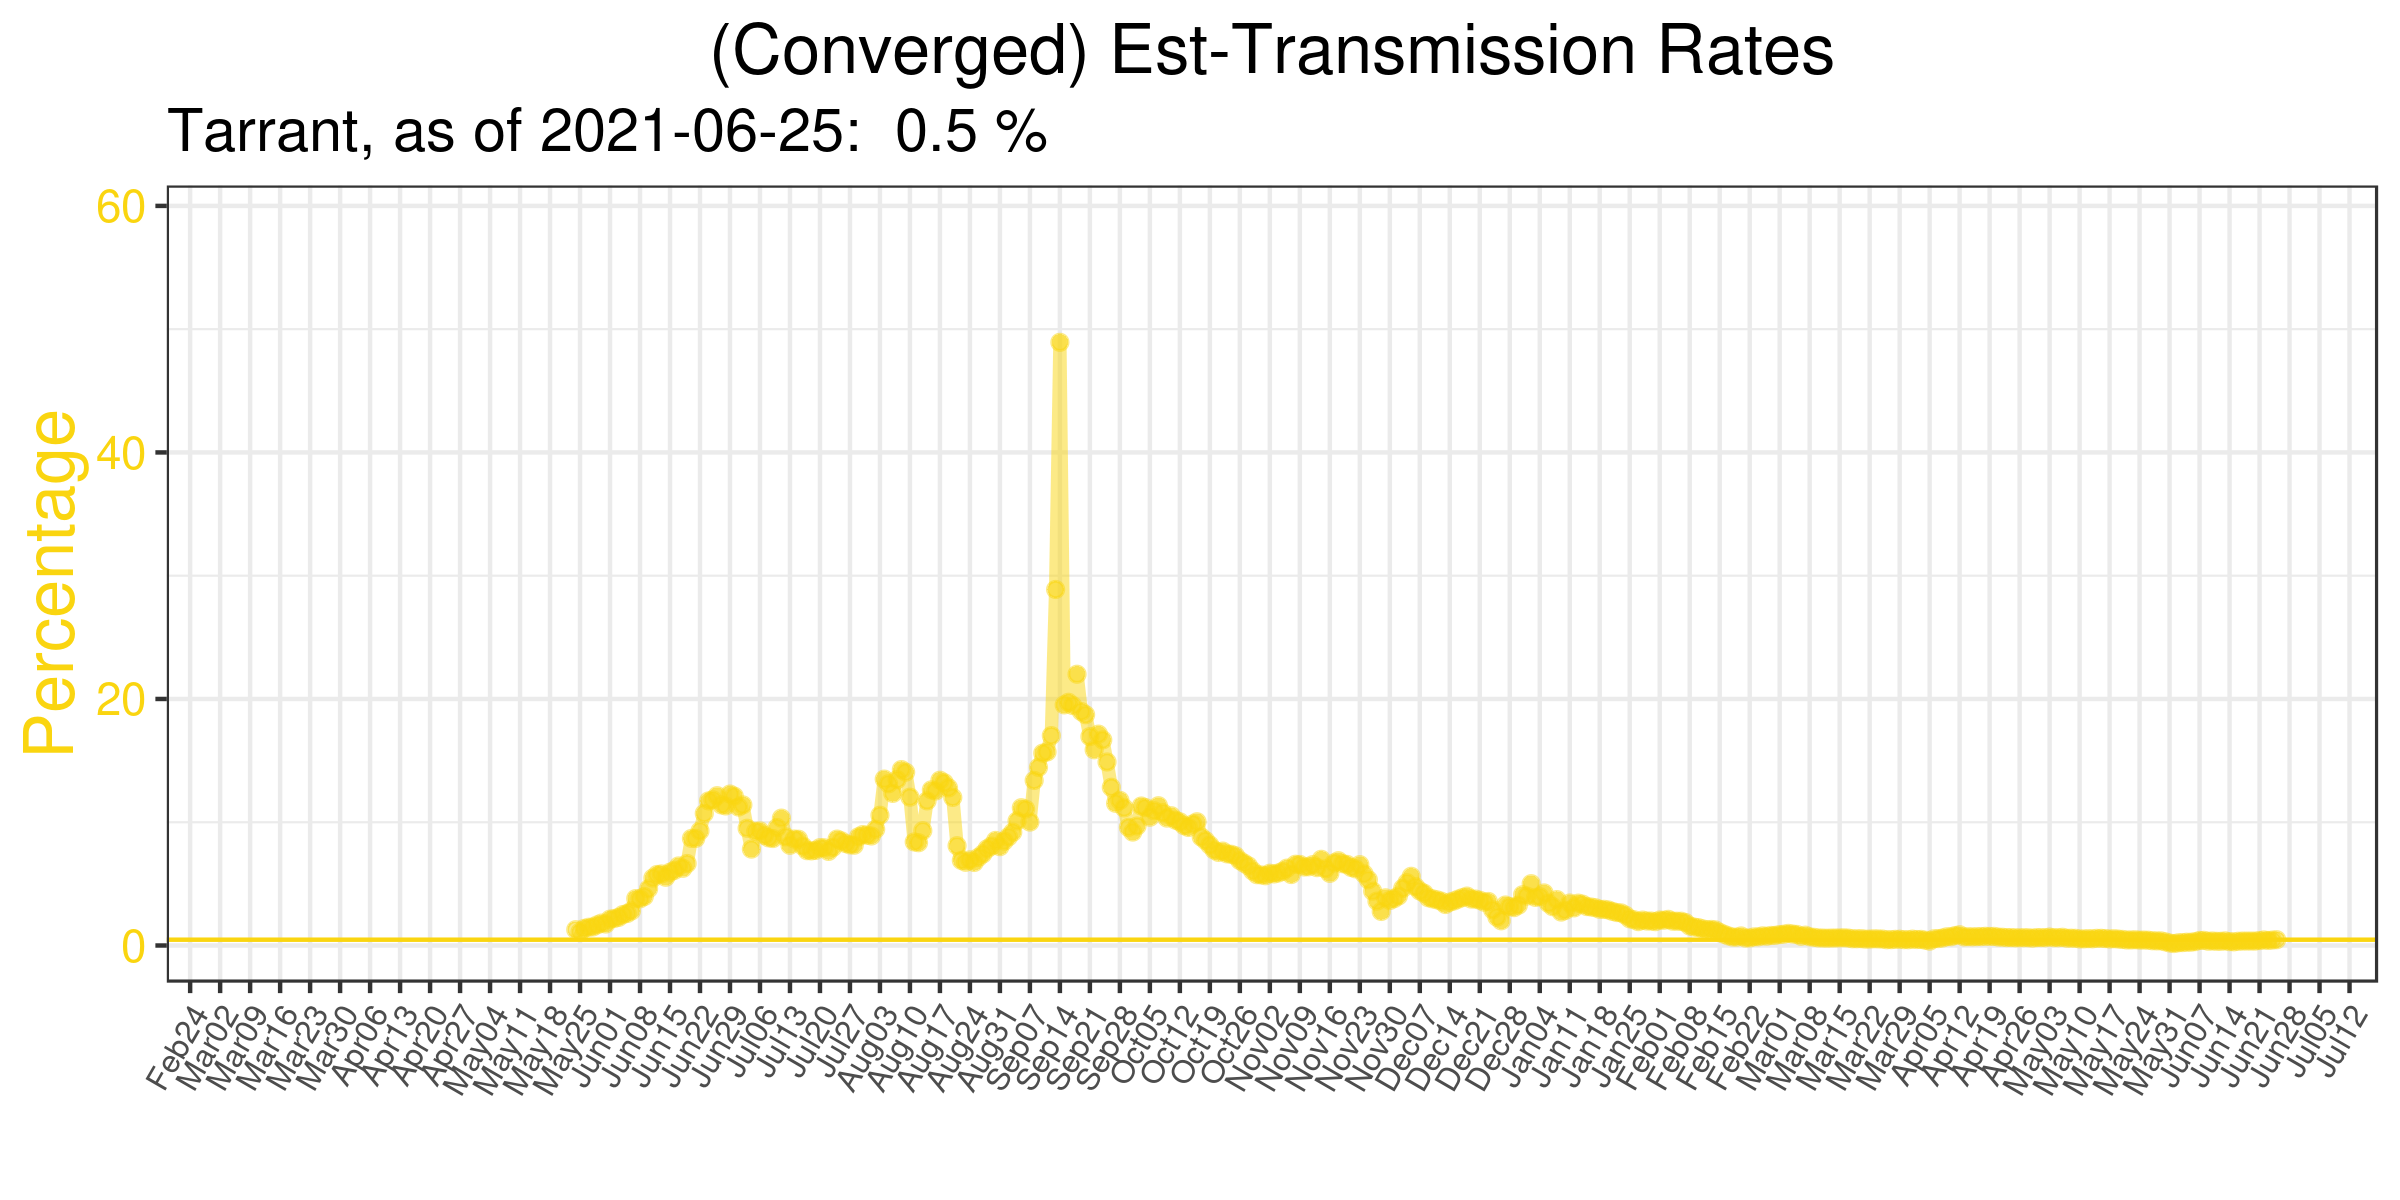 (Converged) Est-Transmission Rates
Tarrant, as of 2021-06-25:  0.5 %
Percentage
60
40
20
0
Feb24
Mar02
Mar09
Mar16
Mar23
Mar30
Apr06
Apr13
Apr20
Apr27
May04
May11
May18
May25
Jun01
Jun08
Jun15
Jun22
Jun29
Jul06
Jul13
Jul20
Jul27
Aug03
Aug10
Aug17
Aug24
Aug31
Sep07
Sep14
Sep21
Sep28
Oct05
Oct12
Oct19
Oct26
Nov02
Nov09
Nov16
Nov23
Nov30
Dec07
Dec14
Dec21
Dec28
Jan04
Jan11
Jan18
Jan25
Feb01
Feb08
Feb15
Feb22
Mar01
Mar08
Mar15
Mar22
Mar29
Apr05
Apr12
Apr19
Apr26
May03
May10
May17
May24
May31
Jun07
Jun14
Jun21
Jun28
Jul05
Jul12